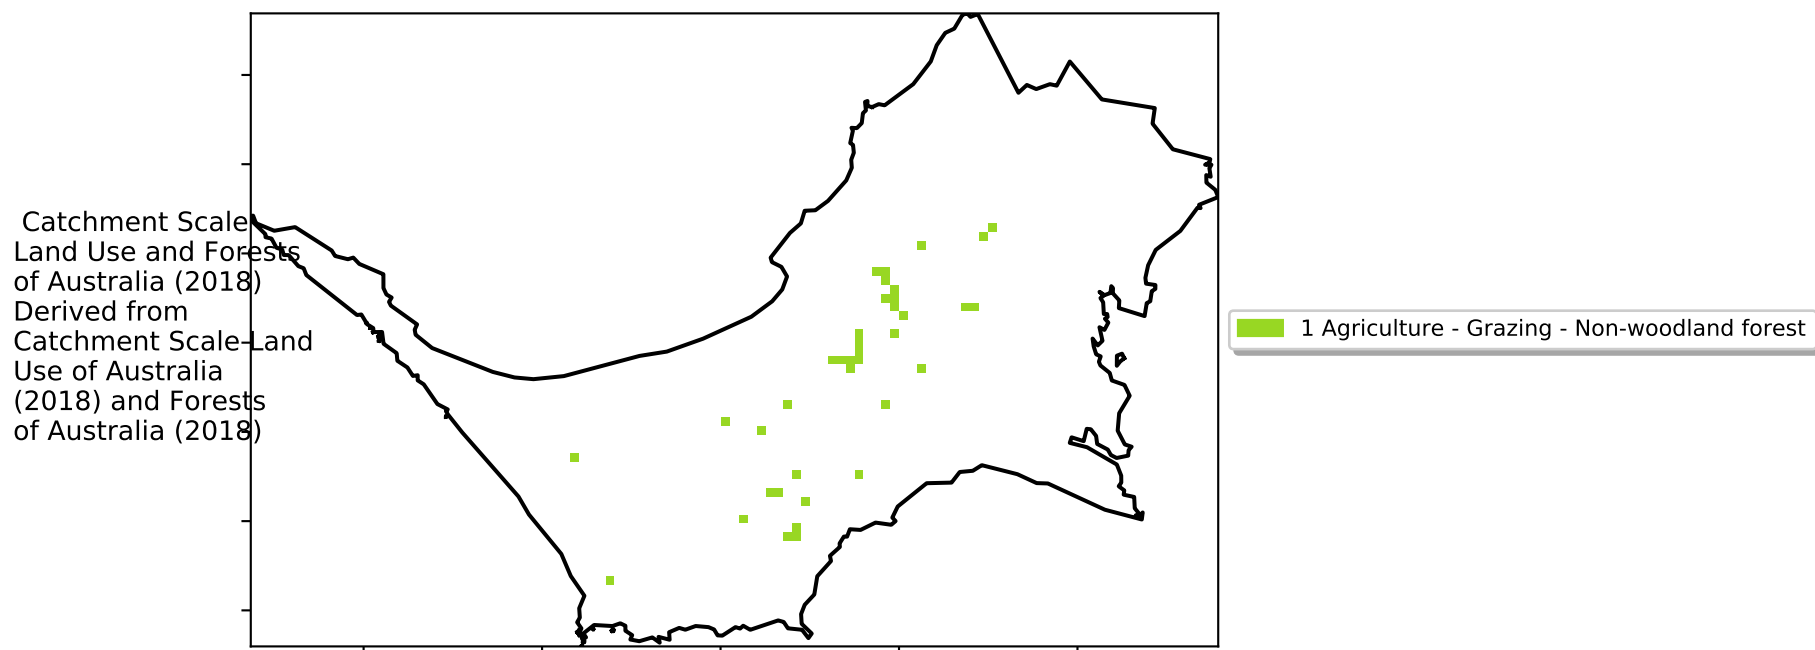 Catchment Scale
Land Use and Forests
of Australia (2018)
Derived from
Catchment Scale Land
Use of Australia
(2018) and Forests
of Australia (2018)
1 Agriculture - Grazing - Non-woodland forest